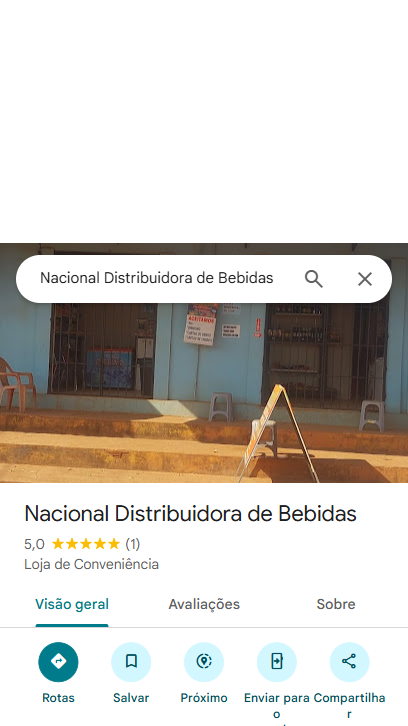 Nacional Distribuidora de Bebidas
ACEITAMOS
Nacional Distribuidora de Bebidas
5,0 (1)
Loja de Conveniência
Visão geral Avaliações Sobre
Rotas Salvar Próximo Enviar para o Compartilhar